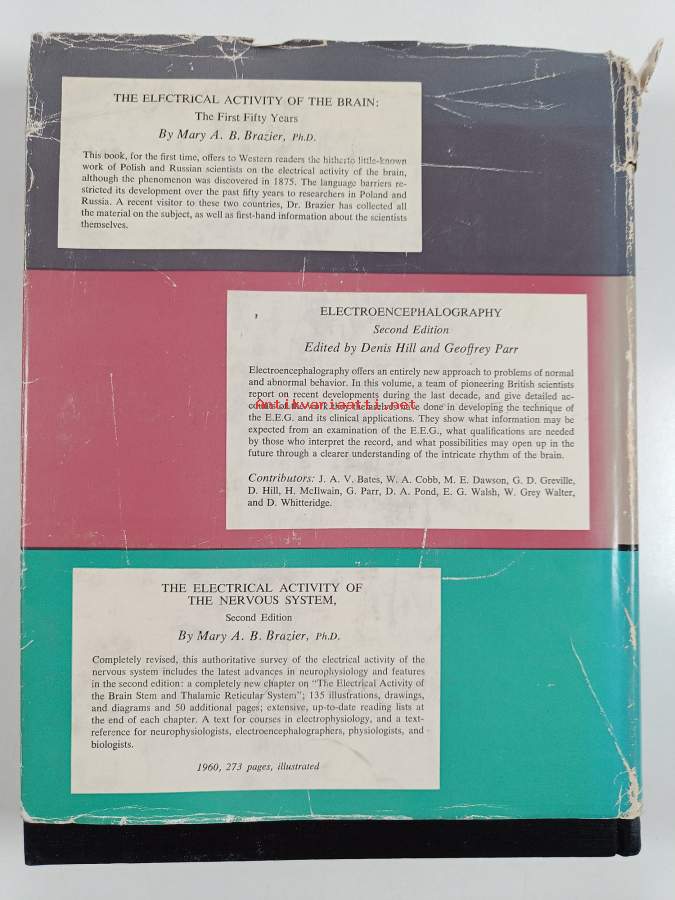 THE ELECTRICAL ACTIVITY OF THE BRAIN:
The First Fifty Years
By Mary A. B. Brazier, Ph.D.
This book, for the first time, offers to Western readers the hitherto little-known
work of Polish and Russian scientists on the electrical activity of the brain,
although the phenomenon was discovered in 1875. The language barriers re-
stricted its development over the past fifty years to researchers in Poland and
Russia. A recent visitor to these two countries, Dr. Brazier has collected all
the material on the subject, as well as first-hand information about the scientists
themselves.
ELECTROENCEPHALOGRAPHY
Second Edition
Edited by Denis Hill and Geoffrey Parr
Electroencephalography offers an entirely new approach to problems of normal
and abnormal behavior. In this volume, a team of pioneering British scientists
report on recent developments during the last decade, and give detailed ac-
Antikvariaatti.net
have done in developing the technique of
the E.E.G. and its clinical applications. They show what information may be
expected from an examination of the E.E.G., what qualifications are needed
by those who interpret the record, and what possibilities may open up in the
future through a clearer understanding of the intricate rhythm of the brain.
Contributors: J. A. V. Bates, W. A. Cobb, M. E. Dawson, G. D. Greville,
D. Hill, H. McIlwain, G. Parr, D. A. Pond, E. G. Walsh, W. Grey Walter,
and D. Whitteridge.
THE ELECTRICAL ACTIVITY OF
THE NERVOUS SYSTEM,
Second Edition
By Mary A. B. Brazier, Ph.D.
Completely revised, this authoritative survey of the electrical activity of the
nervous system includes the latest advances in neurophysiology and features
in the second edition: a completely new chapter on "The Electrical Activity of
the Brain Stem and Thalamic Reticular System"; 135 illustrations, drawings,
and diagrams and 50 additional pages; extensive, up-to-date reading lists at
the end of each chapter. A text for courses in electrophysiology, and a text-
reference for neurophysiologists, electroencephalographers, physiologists, and
biologists.
1960, 273 pages, illustrated